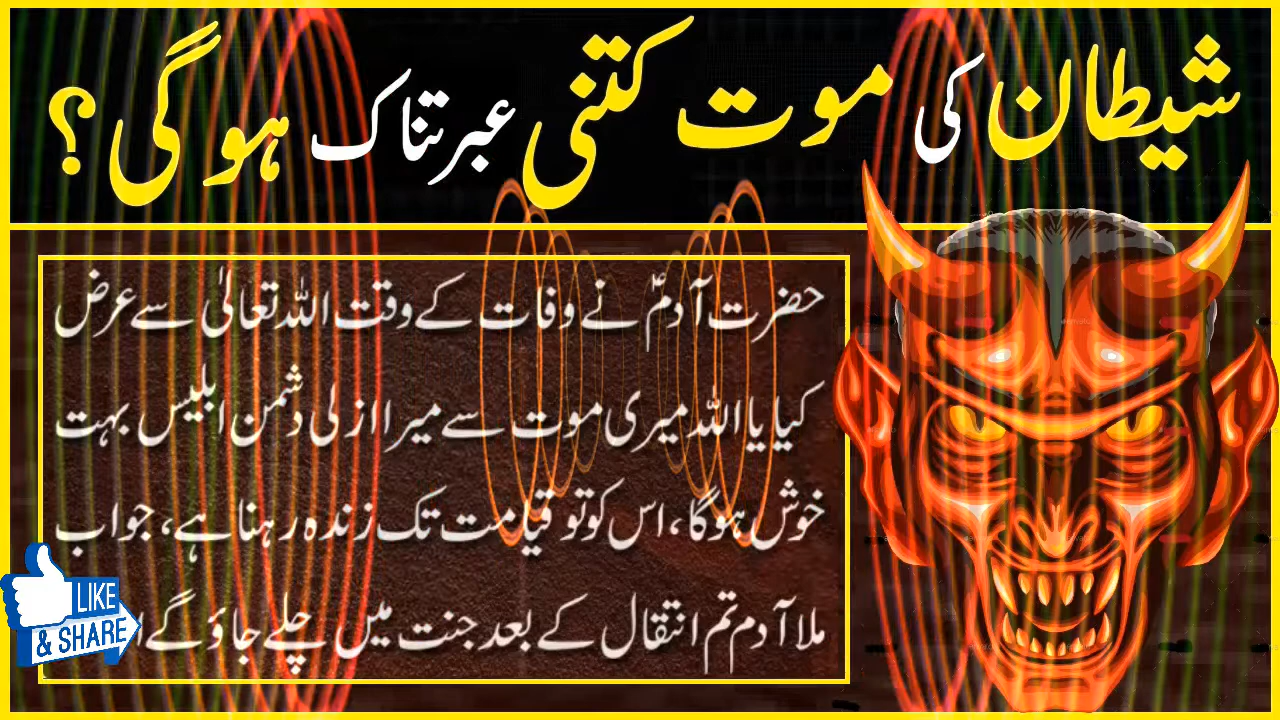 شیطان کی موت کتنی عبرتناک ہوگی؟
حضرت آدمؑ نے وفات کے وقت اللہ تعالیٰ سے عرض
کیا یا اللہ میری موت سے میرا ازلی دشمن ابلیس بہت
خوش ہوگا، اس کو تو قیامت تک زندہ رہنا ہے، جواب
ملا آدم تم انتقال کے بعد جنت میں چلے جاؤ گے
LIKE
& SHARE